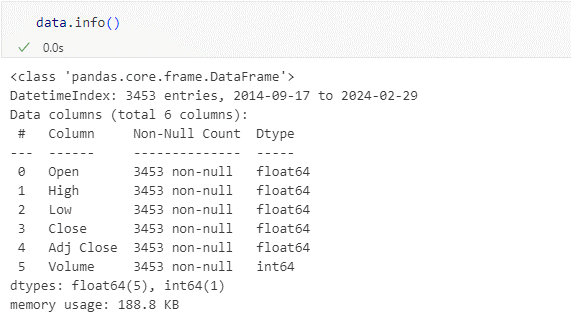 data.info()
✓ 0.0s
<class 'pandas.core.frame.DataFrame'>
DatetimeIndex: 3453 entries, 2014-09-17 to 2024-02-29
Data columns (total 6 columns):
 #   Column     Non-Null Count  Dtype
---  ------     --------------  -----
 0   Open       3453 non-null   float64
 1   High       3453 non-null   float64
 2   Low        3453 non-null   float64
 3   Close      3453 non-null   float64
 4   Adj Close  3453 non-null   float64
 5   Volume     3453 non-null   int64
dtypes: float64(5), int64(1)
memory usage: 188.8 KB